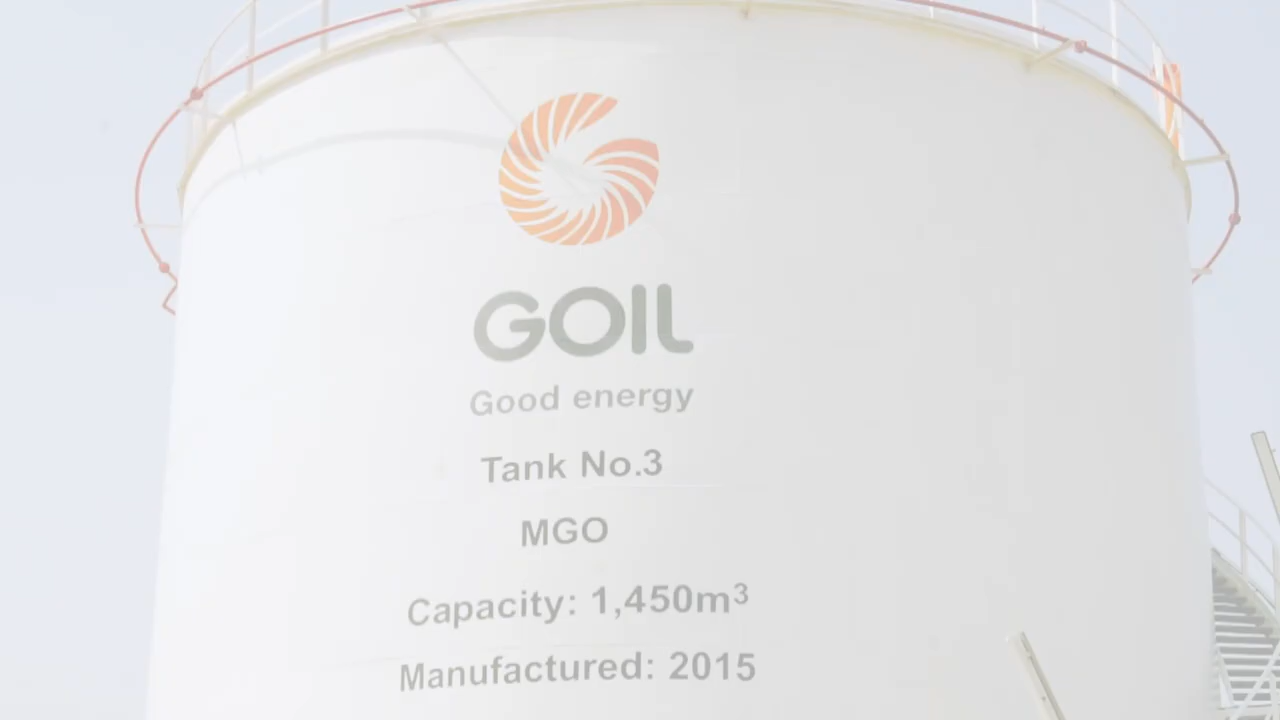 GOIL
Good energy
Tank No.3
MGO
Capacity: 1,450m³
Manufactured: 2015